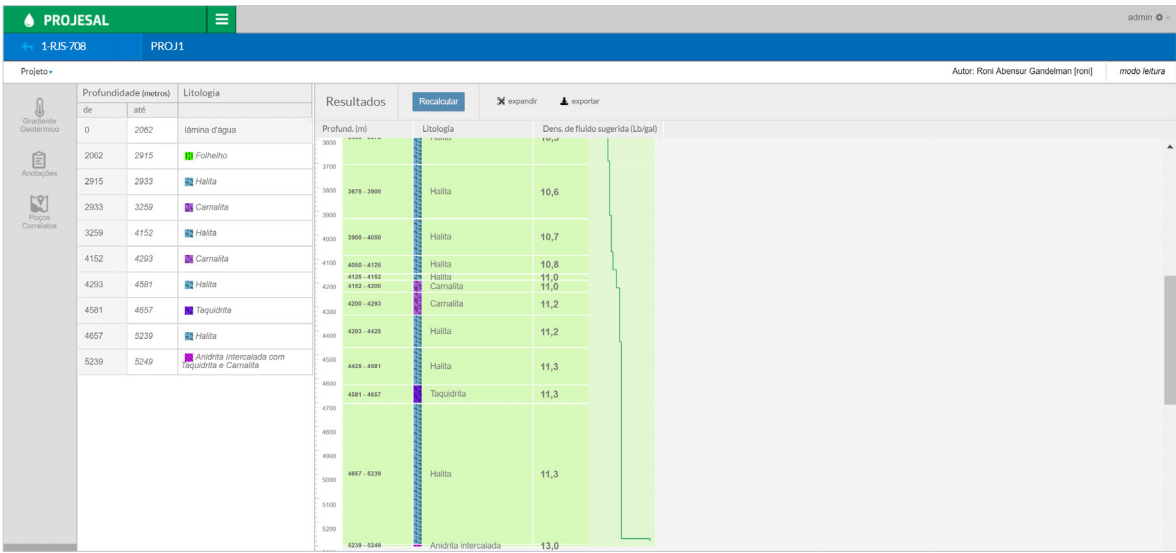 PROJESAL
admin
1-RJS-708 PROJ1
Projeto
Autor: Roni Abensur Gandelman [roni] modo leitura
Gradiente
Geotérmico
Anotações
Poços
Correlatos
Profundidade (metros) Litologia
de até
0 2062 lâmina d'água
2062 2915 Folhelho
2915 2933 Halita
2933 3259 Carnalita
3259 4152 Halita
4152 4293 Carnalita
4293 4581 Halita
4581 4657 Taquidrita
4657 5239 Halita
5239 5249 Anidrita Intercalada com
Taquidrita e Carnalita
Resultados Recalcular expandir exportar
Profund. (m) Litologia Dens. de fluido sugerida (Lb/gal)
3600
3700
3800 3675 - 3900 Halita 10,6
3900
4000 3900 - 4050 Halita 10,7
4100 4050 - 4125 Halita 10,8
4125 - 4152 Halita 11,0
4200 4152 - 4200 Carnalita 11,0
4200 - 4293 Carnalita 11,2
4300
4400 4293 - 4425 Halita 11,2
4500
4425 - 4581 Halita 11,3
4600
4581 - 4657 Taquidrita 11,3
4700
4800
4900
5000 4657 - 5239 Halita 11,3
5100
5200
5239 - 5249 Anidrita intercalada 13,0